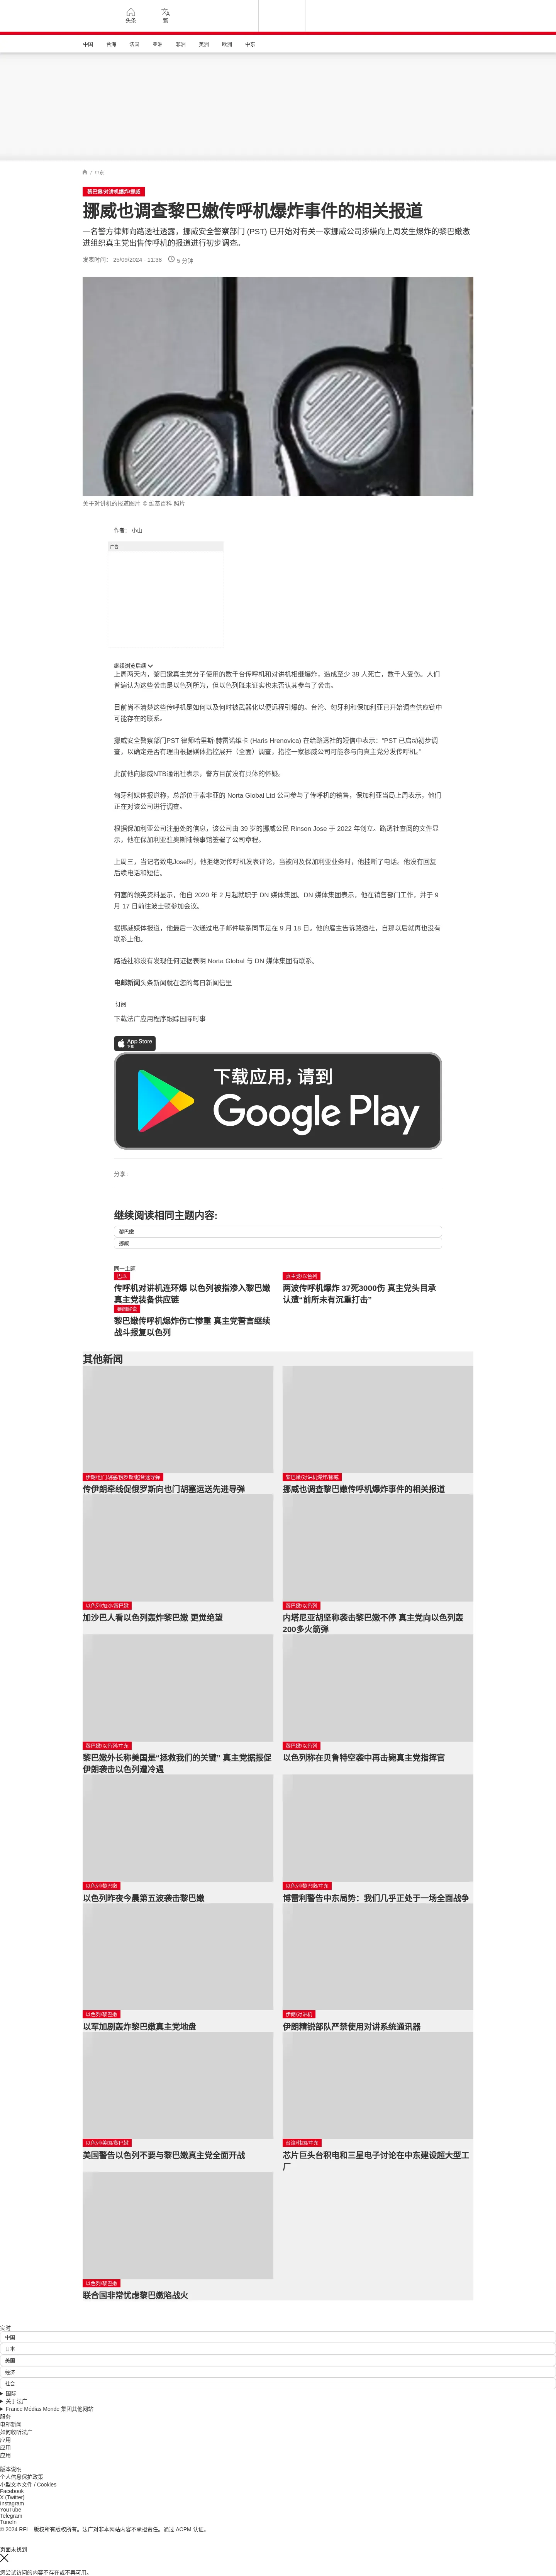 头条
繁
中国
台海
法国
亚洲
非洲
美洲
欧洲
中东
/ 中东
黎巴嫩/对讲机爆炸/挪威
挪威也调查黎巴嫩传呼机爆炸事件的相关报道
一名警方律师向路透社透露，挪威安全警察部门 (PST) 已开始对有关一家挪威公司涉嫌向上周发生爆炸的黎巴嫩激
进组织真主党出售传呼机的报道进行初步调查。
发表时间： 25/09/2024 - 11:38
5 分钟
关于对讲机的报道图片 © 维基百科 照片
作者： 小山
广告
继续浏览后续
上周两天内，黎巴嫩真主党分子使用的数千台传呼机和对讲机相继爆炸，造成至少 39 人死亡，数千人受伤。人们
普遍认为这些袭击是以色列所为，但以色列既未证实也未否认其参与了袭击。
目前尚不清楚这些传呼机是如何以及何时被武器化以便远程引爆的。台湾、匈牙利和保加利亚已开始调查供应链中
可能存在的联系。
挪威安全警察部门PST 律师哈里斯·赫雷诺维卡 (Haris Hrenovica) 在给路透社的短信中表示："PST 已启动初步调
查，以确定是否有理由根据媒体指控展开（全面）调查，指控一家挪威公司可能参与向真主党分发传呼机。"
此前他向挪威NTB通讯社表示，警方目前没有具体的怀疑。
匈牙利媒体报道称，总部位于索非亚的 Norta Global Ltd 公司参与了传呼机的销售，保加利亚当局上周表示，他们
正在对该公司进行调查。
根据保加利亚公司注册处的信息，该公司由 39 岁的挪威公民 Rinson Jose 于 2022 年创立。路透社查阅的文件显
示，他在保加利亚驻奥斯陆领事馆签署了公司章程。
上周三，当记者致电Jose时，他拒绝对传呼机发表评论，当被问及保加利亚业务时，他挂断了电话。他没有回复
后续电话和短信。
何塞的领英资料显示，他自 2020 年 2 月起就职于 DN 媒体集团。DN 媒体集团表示，他在销售部门工作，并于 9
月 17 日前往波士顿参加会议。
据挪威媒体报道，他最后一次通过电子邮件联系同事是在 9 月 18 日。他的雇主告诉路透社，自那以后就再也没有
联系上他。
路透社称没有发现任何证据表明 Norta Global 与 DN 媒体集团有联系。
电邮新闻头条新闻就在您的每日新闻信里
订阅
下载法广应用程序跟踪国际时事
App Store
下载
下载应用，请到
Google Play
分享 :
继续阅读相同主题内容:
黎巴嫩
挪威
同一主题
巴以
传呼机对讲机连环爆 以色列被指渗入黎巴嫩
真主党装备供应链
真主党/以色列
两波传呼机爆炸 37死3000伤 真主党头目承
认遭“前所未有沉重打击”
要闻解说
黎巴嫩传呼机爆炸伤亡惨重 真主党誓言继续
战斗报复以色列
其他新闻
伊朗/也门胡塞/俄罗斯/超音速导弹
传伊朗牵线促俄罗斯向也门胡塞运送先进导弹
黎巴嫩/对讲机爆炸/挪威
挪威也调查黎巴嫩传呼机爆炸事件的相关报道
以色列/加沙/黎巴嫩
加沙巴人看以色列轰炸黎巴嫩 更觉绝望
黎巴嫩/以色列
内塔尼亚胡坚称袭击黎巴嫩不停 真主党向以色列轰
200多火箭弹
黎巴嫩/以色列/中东
黎巴嫩外长称美国是“拯救我们的关键” 真主党据报促
伊朗袭击以色列遭冷遇
黎巴嫩/以色列
以色列称在贝鲁特空袭中再击毙真主党指挥官
以色列/黎巴嫩
以色列昨夜今晨第五波袭击黎巴嫩
以色列/黎巴嫩/中东
博雷利警告中东局势：我们几乎正处于一场全面战争
以色列/黎巴嫩
以军加剧轰炸黎巴嫩真主党地盘
伊朗/对讲机
伊朗精锐部队严禁使用对讲系统通讯器
以色列/美国/黎巴嫩
美国警告以色列不要与黎巴嫩真主党全面开战
台湾/韩国/中东
芯片巨头台积电和三星电子讨论在中东建设超大型工
厂
以色列/黎巴嫩
联合国非常忧虑黎巴嫩陷战火
实时
中国
日本
美国
经济
社会
国际
关于法广
France Médias Monde 集团其他网站
服务
电邮新闻
如何收听法广
应用
应用
应用
版本说明
个人信息保护政策
小型文本文件 / Cookies
Facebook
X (Twitter)
Instagram
YouTube
Telegram
TuneIn
© 2024 RFI – 版权所有版权所有。法广对非本网站内容不承担责任。通过 ACPM 认证。
页面未找到
您尝试访问的内容不存在或不再可用。